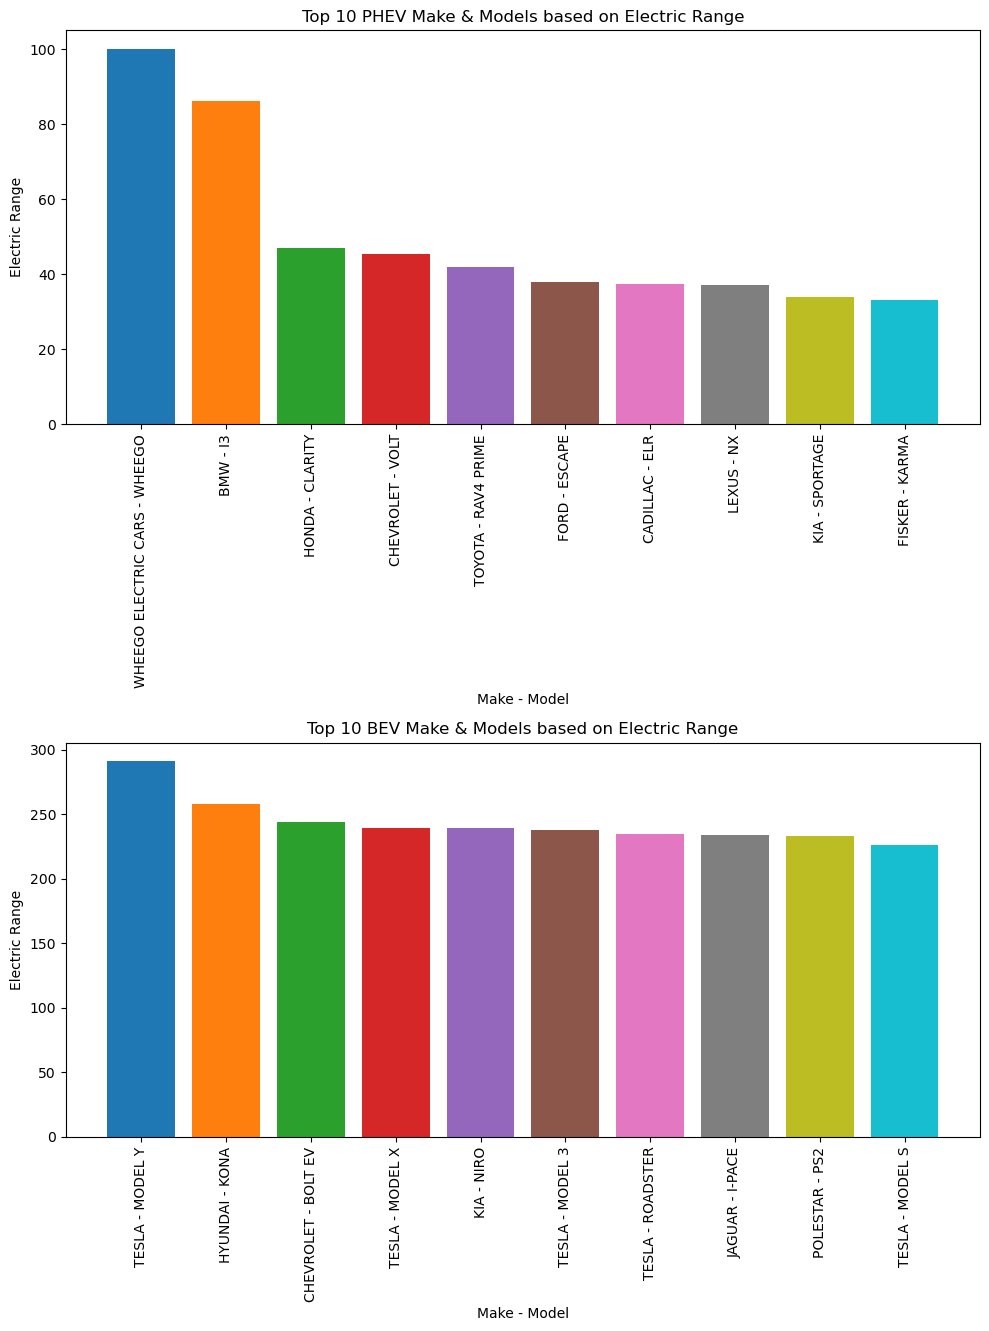 Top 10 PHEV Make & Models based on Electric Range
Electric Range
100
80
60
40
20
0
WHEEGO ELECTRIC CARS - WHEEGO
BMW - I3
HONDA - CLARITY
CHEVROLET - VOLT
TOYOTA - RAV4 PRIME
FORD - ESCAPE
CADILLAC - ELR
LEXUS - NX
KIA - SPORTAGE
FISKER - KARMA
Make - Model
Top 10 BEV Make & Models based on Electric Range
Electric Range
300
250
200
150
100
50
0
TESLA - MODEL Y
HYUNDAI - KONA
CHEVROLET - BOLT EV
TESLA - MODEL X
KIA - NIRO
TESLA - MODEL 3
TESLA - ROADSTER
JAGUAR - I-PACE
POLESTAR - PS2
TESLA - MODEL S
Make - Model